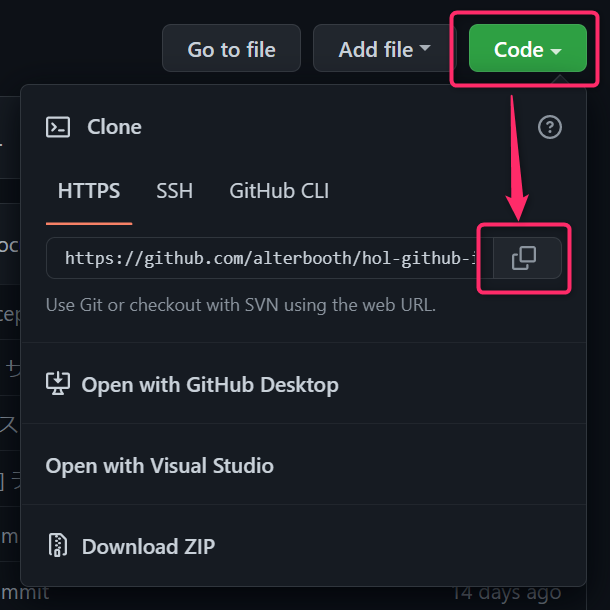 Go to file
Add file
Code
Clone
HTTPS SSH GitHub CLI
https://github.com/alterbooth/hol-github-i
Use Git or checkout with SVN using the web URL.
Open with GitHub Desktop
Open with Visual Studio
Download ZIP
14 days ago